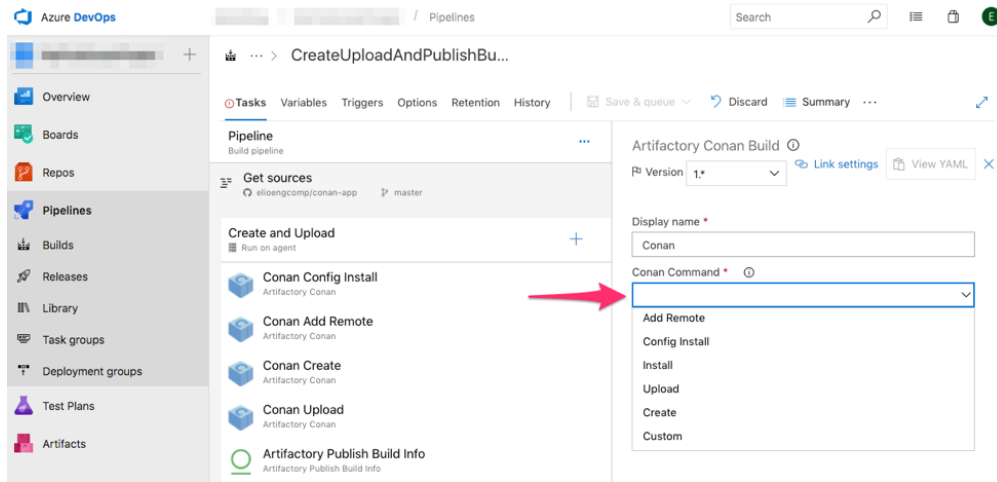 Azure DevOps
/ Pipelines
Search
E
CreateUploadAndPublishBu...
Tasks Variables Triggers Options Retention History
Save & queue
Discard
Summary
Overview
Boards
Repos
Pipelines
Builds
Releases
Library
Task groups
Deployment groups
Test Plans
Artifacts
Pipeline
Build pipeline
Get sources
elioengcomp/conan-app master
Create and Upload
Run on agent
Conan Config Install
Artifactory Conan
Conan Add Remote
Artifactory Conan
Conan Create
Artifactory Conan
Conan Upload
Artifactory Conan
Artifactory Publish Build Info
Artifactory Publish Build Info
Artifactory Conan Build
Version 1.*
Link settings
View YAML
Display name *
Conan
Conan Command *
Add Remote
Config Install
Install
Upload
Create
Custom